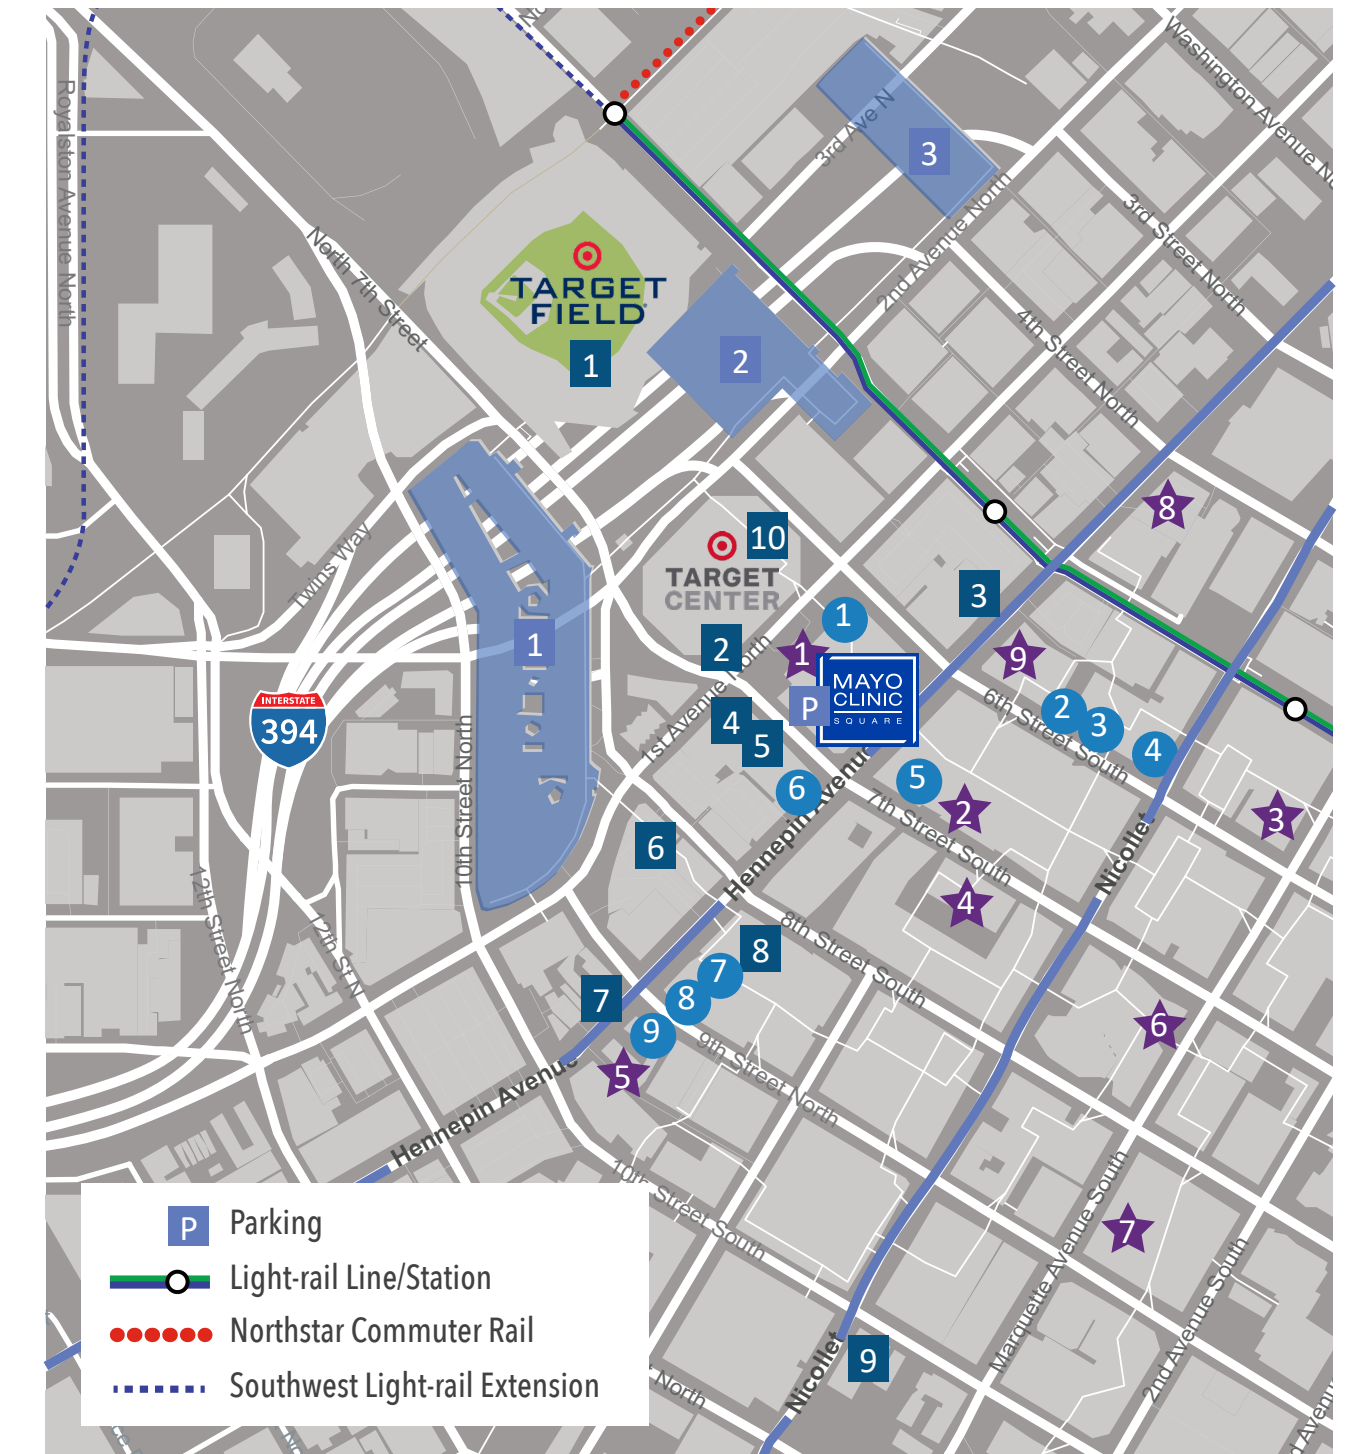 Washington Avenue No
Royalston Avenue North
3rd Ave N
3
3rd Street North
2nd Avenue North
North 7th Street
TARGET
FIELD
1
2
4th Street North
8
10
TARGET
CENTER
Twins Way
3
1
1
2
1
9
MAYO
CLINIC
SQUARE
P
INTERSTATE
394
1st Avenue North
4
5
6th Street South
2
3
4
5
6
2
3
7th Street South
10th Street North
Hennepin Avenue
Nicollet
6
4
12th Street North
12th St N
8th Street South
8
7
7
8
9
9th Street North
6
5
Hennepin Avenue
10th Street South
Marquette Avenue South
7
2nd Avenue South
Nicollet
9
North
P Parking
Light-rail Line/Station
Northstar Commuter Rail
Southwest Light-rail Extension